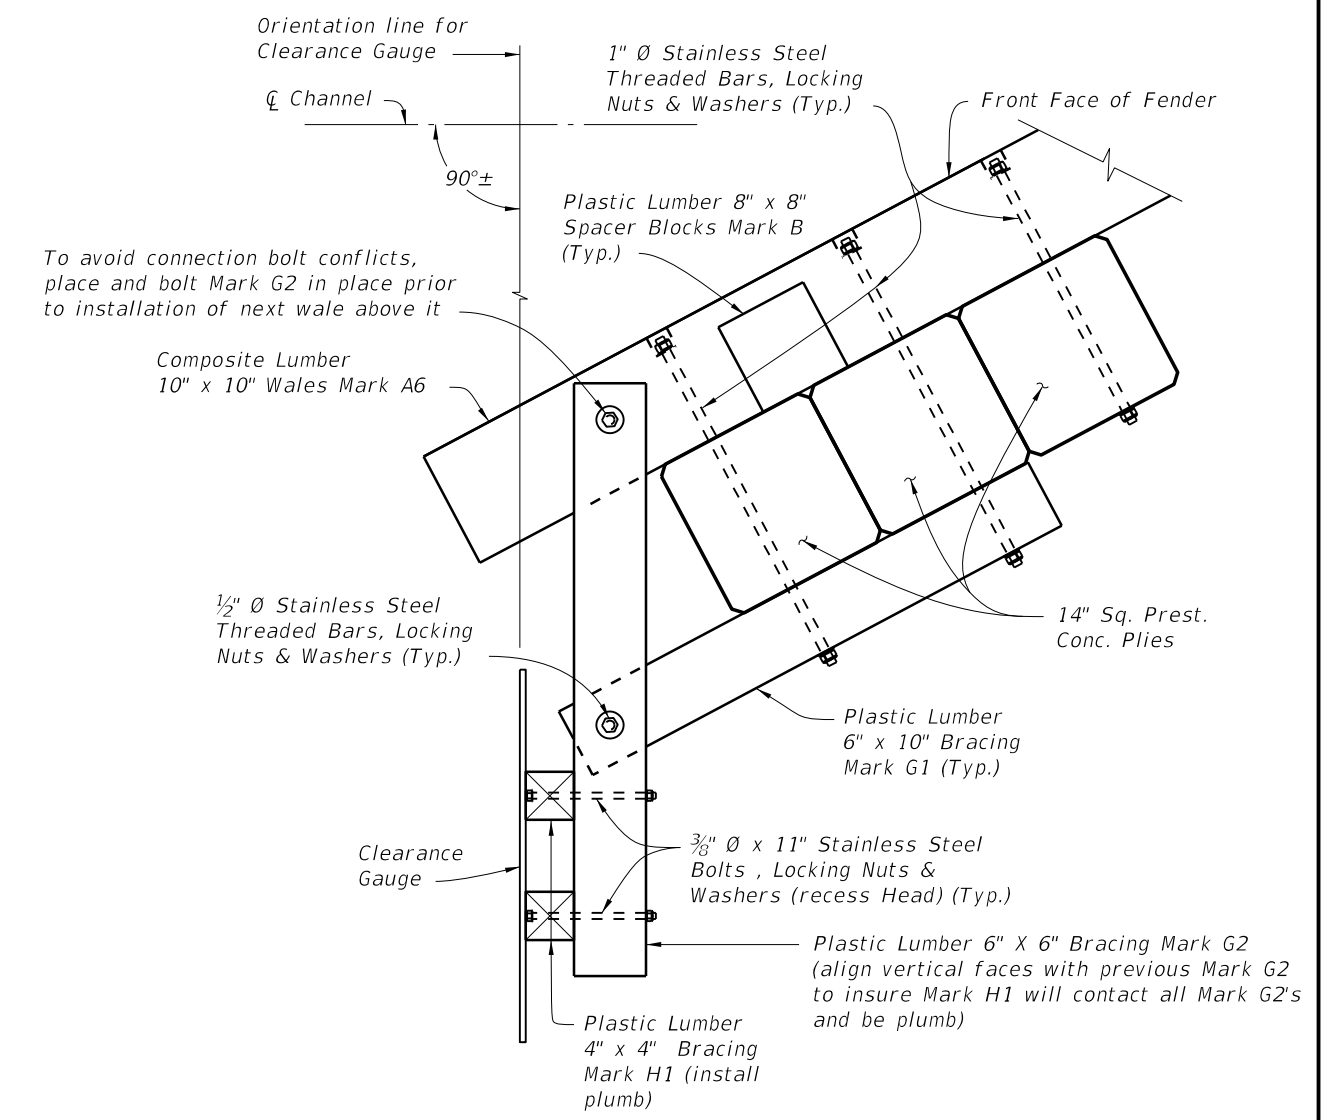 Orientation line for
Clearance Gauge
℄ Channel
90°±
1" Ø Stainless Steel
Threaded Bars, Locking
Nuts & Washers (Typ.)
Front Face of Fender
Plastic Lumber 8" x 8"
Spacer Blocks Mark B
(Typ.)
To avoid connection bolt conflicts,
place and bolt Mark G2 in place prior
to installation of next wale above it
Composite Lumber
10" x 10" Wales Mark A6
½" Ø Stainless Steel
Threaded Bars, Locking
Nuts & Washers (Typ.)
14" Sq. Prest.
Conc. Plies
Plastic Lumber
6" x 10" Bracing
Mark G1 (Typ.)
Clearance
Gauge
⅜" Ø x 11" Stainless Steel
Bolts , Locking Nuts &
Washers (recess Head) (Typ.)
Plastic Lumber 6" X 6" Bracing Mark G2
(align vertical faces with previous Mark G2
to insure Mark H1 will contact all Mark G2's
and be plumb)
Plastic Lumber
4" x 4" Bracing
Mark H1 (install
plumb)